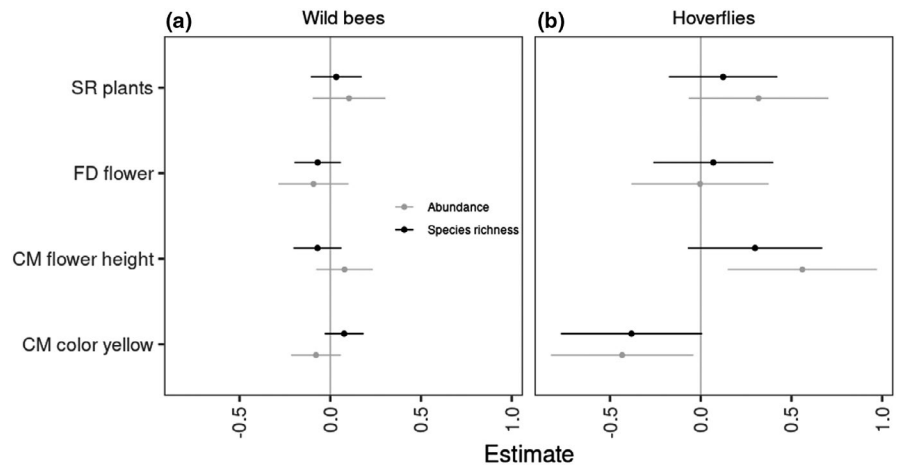 (a) Wild bees
(b) Hoverflies
SR plants
FD flower
CM flower height
CM color yellow
Abundance
Species richness
-0.5 0.0 0.5 1.0
-0.5 0.0 0.5 1.0
Estimate